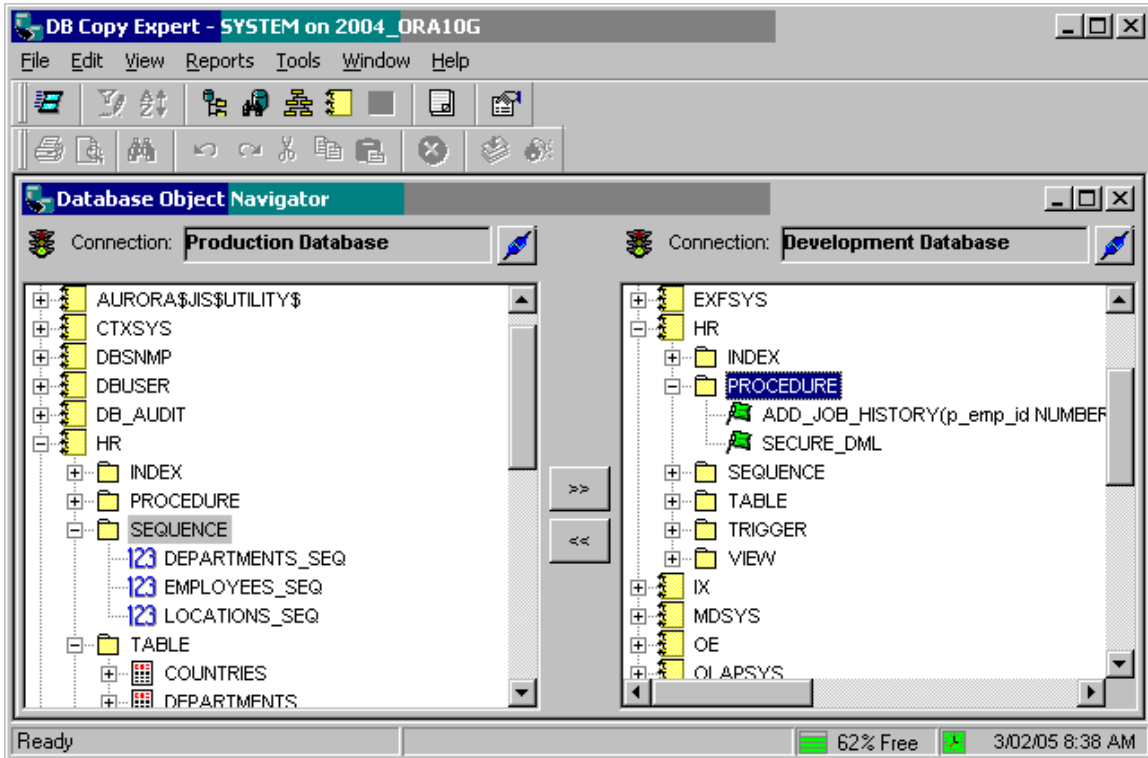 DB Copy Expert - SYSTEM on 2004_ORA10G
File Edit View Reports Tools Window Help
Database Object Navigator
Connection: Production Database
AURORA$JIS$UTILITY$
CTXSYS
DBSNMP
DBUSER
DB_AUDIT
HR
INDEX
PROCEDURE
SEQUENCE
123 DEPARTMENTS_SEQ
123 EMPLOYEES_SEQ
123 LOCATIONS_SEQ
TABLE
COUNTRIES
DEPARTMENTS
>>
<<
Connection: Development Database
EXFSYS
HR
INDEX
PROCEDURE
ADD_JOB_HISTORY(p_emp_id NUMBER
SECURE_DML
SEQUENCE
TABLE
TRIGGER
VIEW
IX
MDSYS
OE
OLAPSYS
Ready
62% Free
3/02/05 8:38 AM